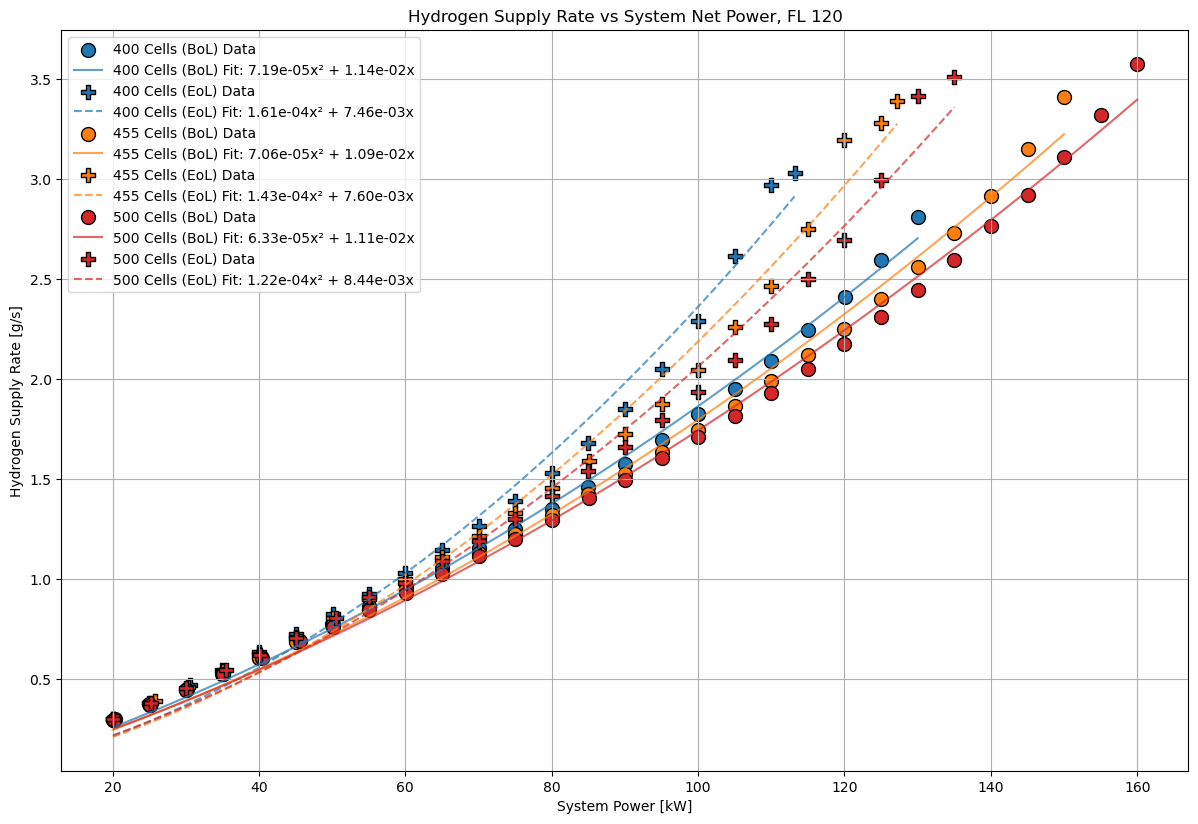 Hydrogen Supply Rate vs System Net Power, FL 120
400 Cells (BoL) Data
400 Cells (BoL) Fit: 7.19e-05x² + 1.14e-02x
400 Cells (EoL) Data
400 Cells (EoL) Fit: 1.61e-04x² + 7.46e-03x
455 Cells (BoL) Data
455 Cells (BoL) Fit: 7.06e-05x² + 1.09e-02x
455 Cells (EoL) Data
455 Cells (EoL) Fit: 1.43e-04x² + 7.60e-03x
500 Cells (BoL) Data
500 Cells (BoL) Fit: 6.33e-05x² + 1.11e-02x
500 Cells (EoL) Data
500 Cells (EoL) Fit: 1.22e-04x² + 8.44e-03x
Hydrogen Supply Rate [g/s]
3.5
3.0
2.5
2.0
1.5
1.0
0.5
20 40 60 80 100 120 140 160
System Power [kW]